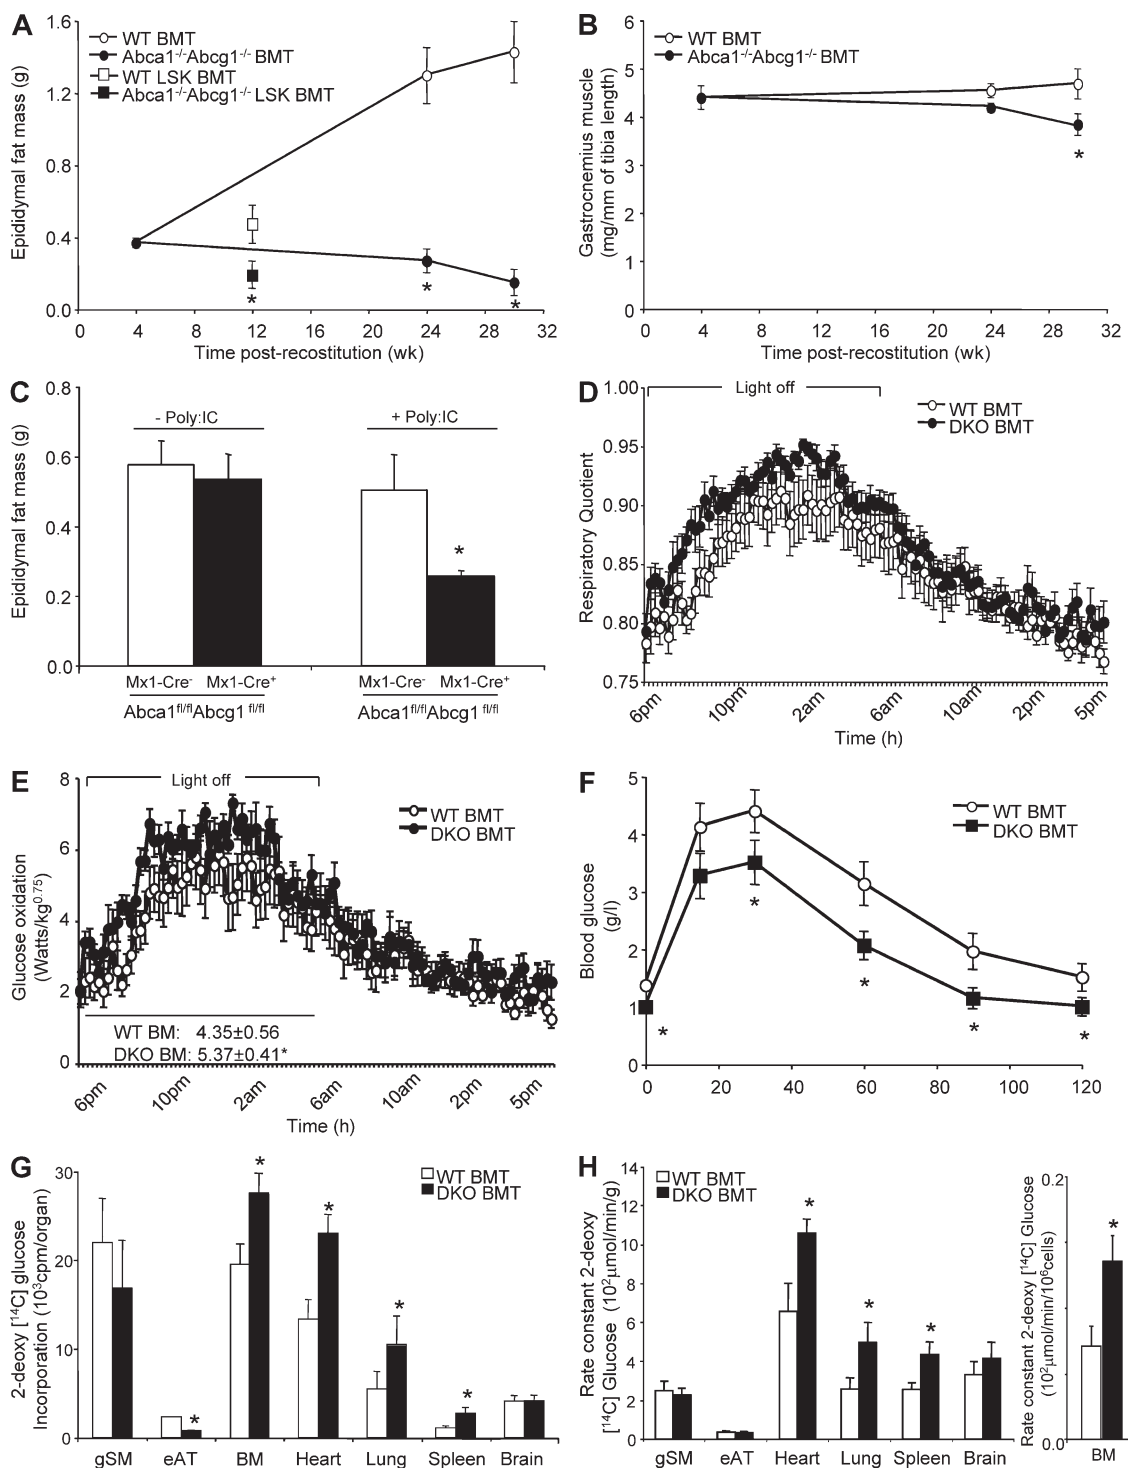 A
Epididymal fat mass (g)
1.6
1.2
0.8
0.4
0.0
WT BMT
Abca1-/-Abcg1-/- BMT
WT LSK BMT
Abca1-/-Abcg1-/- LSK BMT
*
*
*
0 4 8 12 16 20 24 28 32
Time post-recostitution (wk)
B
Gastrocnemius muscle
(mg/mm of tibia length)
6
5
4
3
2
1
0
WT BMT
Abca1-/-Abcg1-/- BMT
*
0 4 8 12 16 20 24 28 32
Time post-recostitution (wk)
C
Epididymal fat mass (g)
0.8
0.6
0.4
0.2
0.0
- Poly:IC
+ Poly:IC
*
Mx1-Cre- Mx1-Cre+
Mx1-Cre- Mx1-Cre+
Abca1fl/flAbcg1 fl/fl
Abca1fl/flAbcg1 fl/fl
D
Respiratory Quotient
1.00
0.95
0.90
0.85
0.80
0.75
Light off
WT BMT
DKO BMT
6pm 10pm 2am 6am 10am 2pm 5pm
Time (h)
E
Glucose oxidation
(Watts/kg0.75)
8
6
4
2
0
Light off
WT BMT
DKO BMT
WT BM: 4.35±0.56
DKO BM: 5.37±0.41*
6pm 10pm 2am 6am 10am 2pm 5pm
Time (h)
F
Blood glucose
(g/l)
5
4
3
2
1
0
WT BMT
DKO BMT
* * * * *
0 20 40 60 80 100 120
G
2-deoxy [14C] glucose
Incorporation (103cpm/organ)
30
20
10
0
WT BMT
DKO BMT
* * * * *
gSM eAT BM Heart Lung Spleen Brain
H
Rate constant 2-deoxy
[14C] Glucose (102µmol/min/g)
14
12
10
8
6
4
2
0
WT BMT
DKO BMT
* * *
gSM eAT Heart Lung Spleen Brain
Rate constant 2-deoxy [14C] Glucose
(102µmol/min/106cells)
0.2
0.0
*
BM